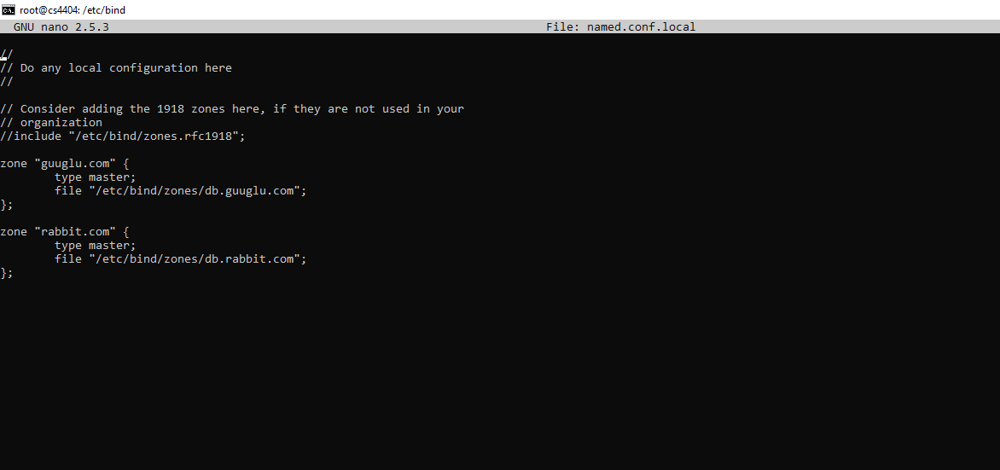 root@cs4404: /etc/bind
GNU nano 2.5.3 File: named.conf.local
//
// Do any local configuration here
//
// Consider adding the 1918 zones here, if they are not used in your
// organization
//include "/etc/bind/zones.rfc1918";
zone "guuglu.com" {
type master;
file "/etc/bind/zones/db.guuglu.com";
};
zone "rabbit.com" {
type master;
file "/etc/bind/zones/db.rabbit.com";
};